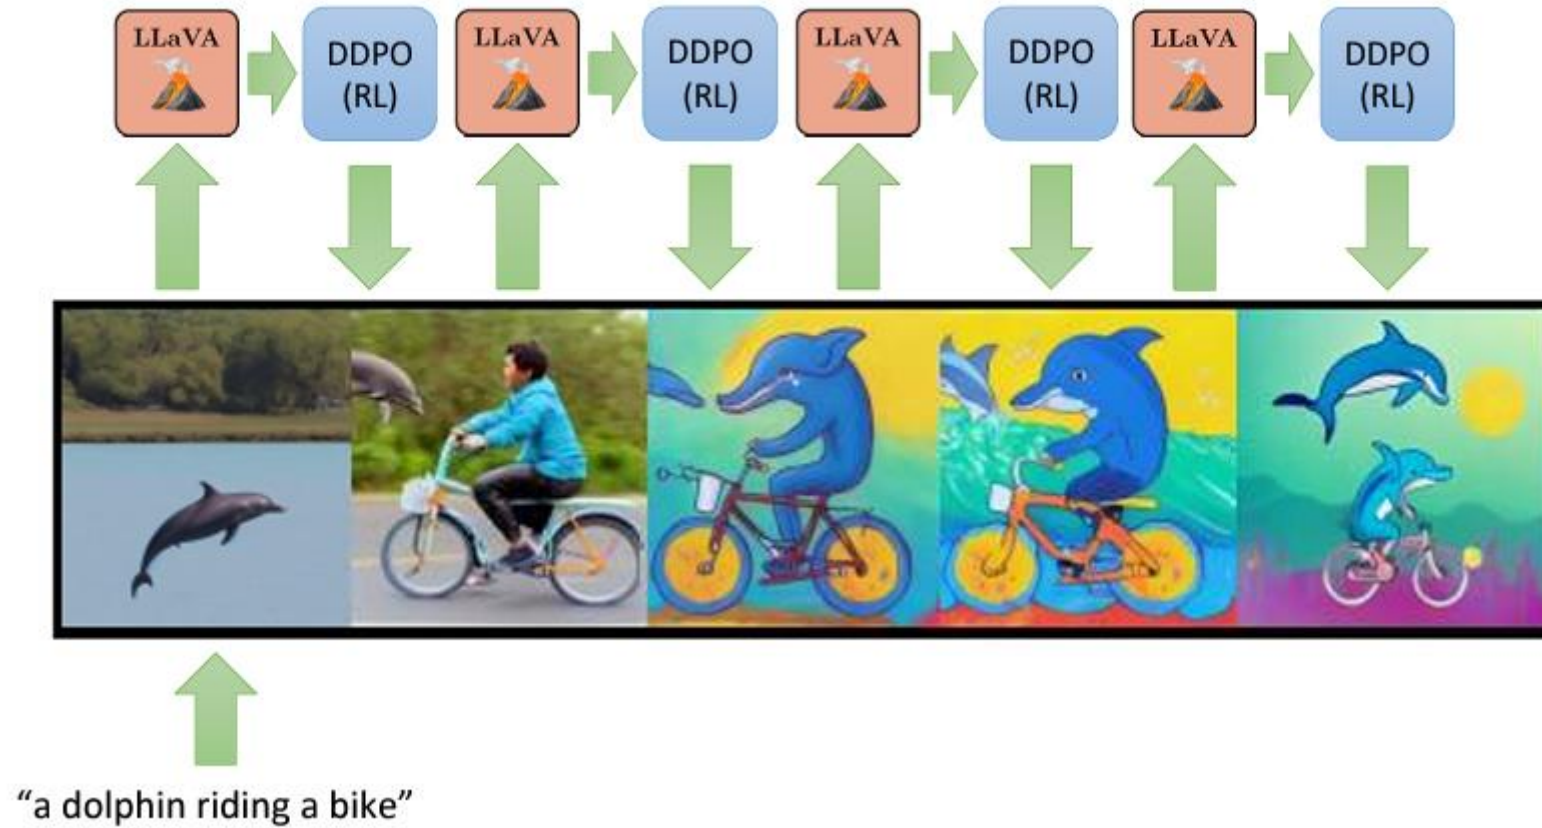 LLaVA
DDPO
(RL)
LLaVA
DDPO
(RL)
LLaVA
DDPO
(RL)
LLaVA
DDPO
(RL)
“a dolphin riding a bike”